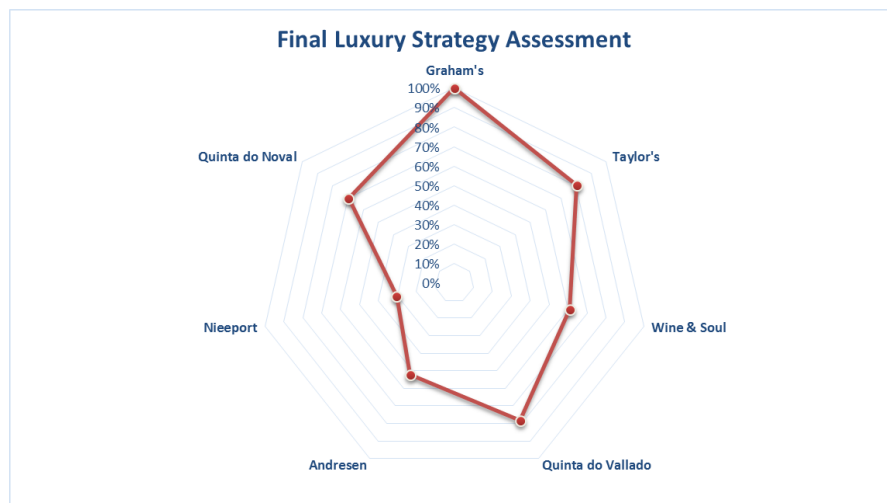 Final Luxury Strategy Assessment
Graham's
100%
90%
80%
70%
60%
50%
40%
30%
20%
10%
0%
Quinta do Noval
Taylor's
Nieeport
Wine & Soul
Andresen
Quinta do Vallado